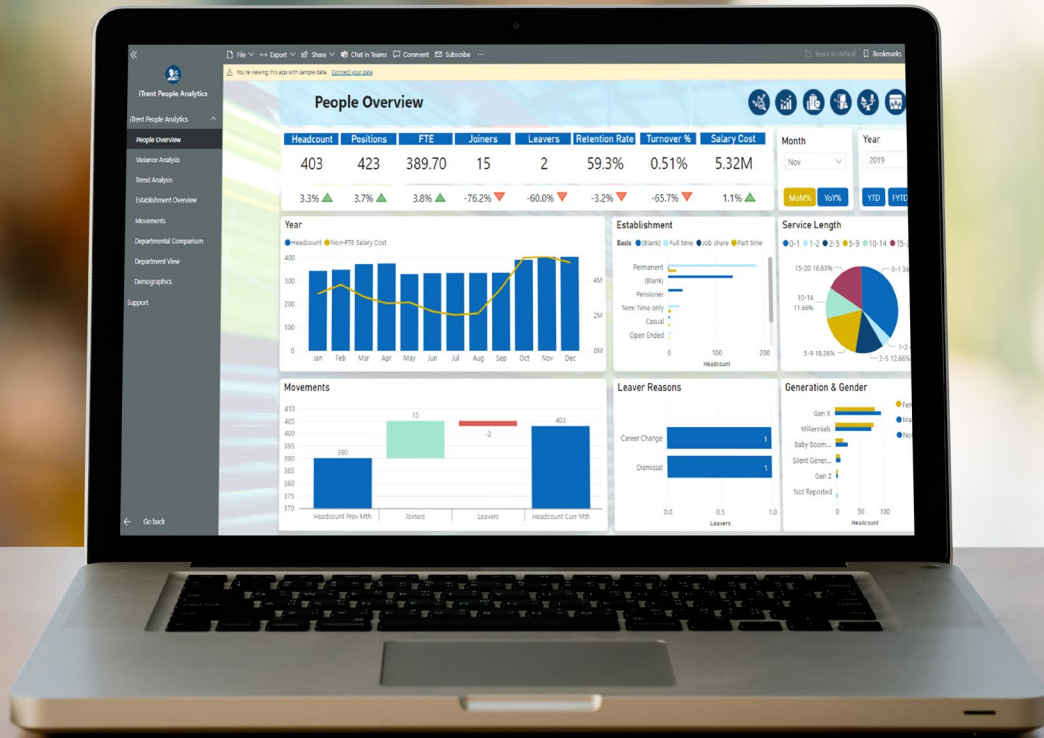 File Export Share Chat in Teams Comment Subscribe ··· Reset to default Bookmarks
You're viewing this app with sample data. Connect your data
iTrent People Analytics
iTrent People Analytics
People Overview
Variance Analysis
Trend Analysis
Establishment Overview
Movements
Departmental Comparison
Department View
Demographics
Support
Go back
People Overview
Headcount Positions FTE Joiners Leavers Retention Rate Turnover % Salary Cost
403 423 389.70 15 2 59.3% 0.51% 5.32M
3.3% 3.7% 3.8% -76.2% -60.0% -3.2% -65.7% 1.1%
Month Year
Nov 2019
MoM% YoY% YTD FYTD
Year
Headcount Non-FTE Salary Cost
400
300
200
100
0
4M
2M
0M
Jan Feb Mar Apr May Jun Jul Aug Sep Oct Nov Dec
Establishment
Basis (Blank) Full time Job share Part time
Permanent
(Blank)
Pensioner
Term Time only
Casual
Open Ended
0 100 200
Headcount
Service Length
0-1 1-2 2-5 5-9 10-14 15-2
15-20 16.63%
0-1 36
10-14
11.66%
1-2
5-9 18.36%
2-5 12.66%
Movements
410
405
400
395
390
385
380
375
370
390
15
-2
403
Headcount Prev Mth Joiners Leavers Headcount Curr Mth
Leaver Reasons
Career Change 1
Dismissal 1
0.0 0.5 1.0
Leavers
Generation & Gender
Fem
Ma
No
Gen X
Millennials
Baby Boom...
Silent Gener...
Gen Z
Not Reported
0 50 100
Headcount